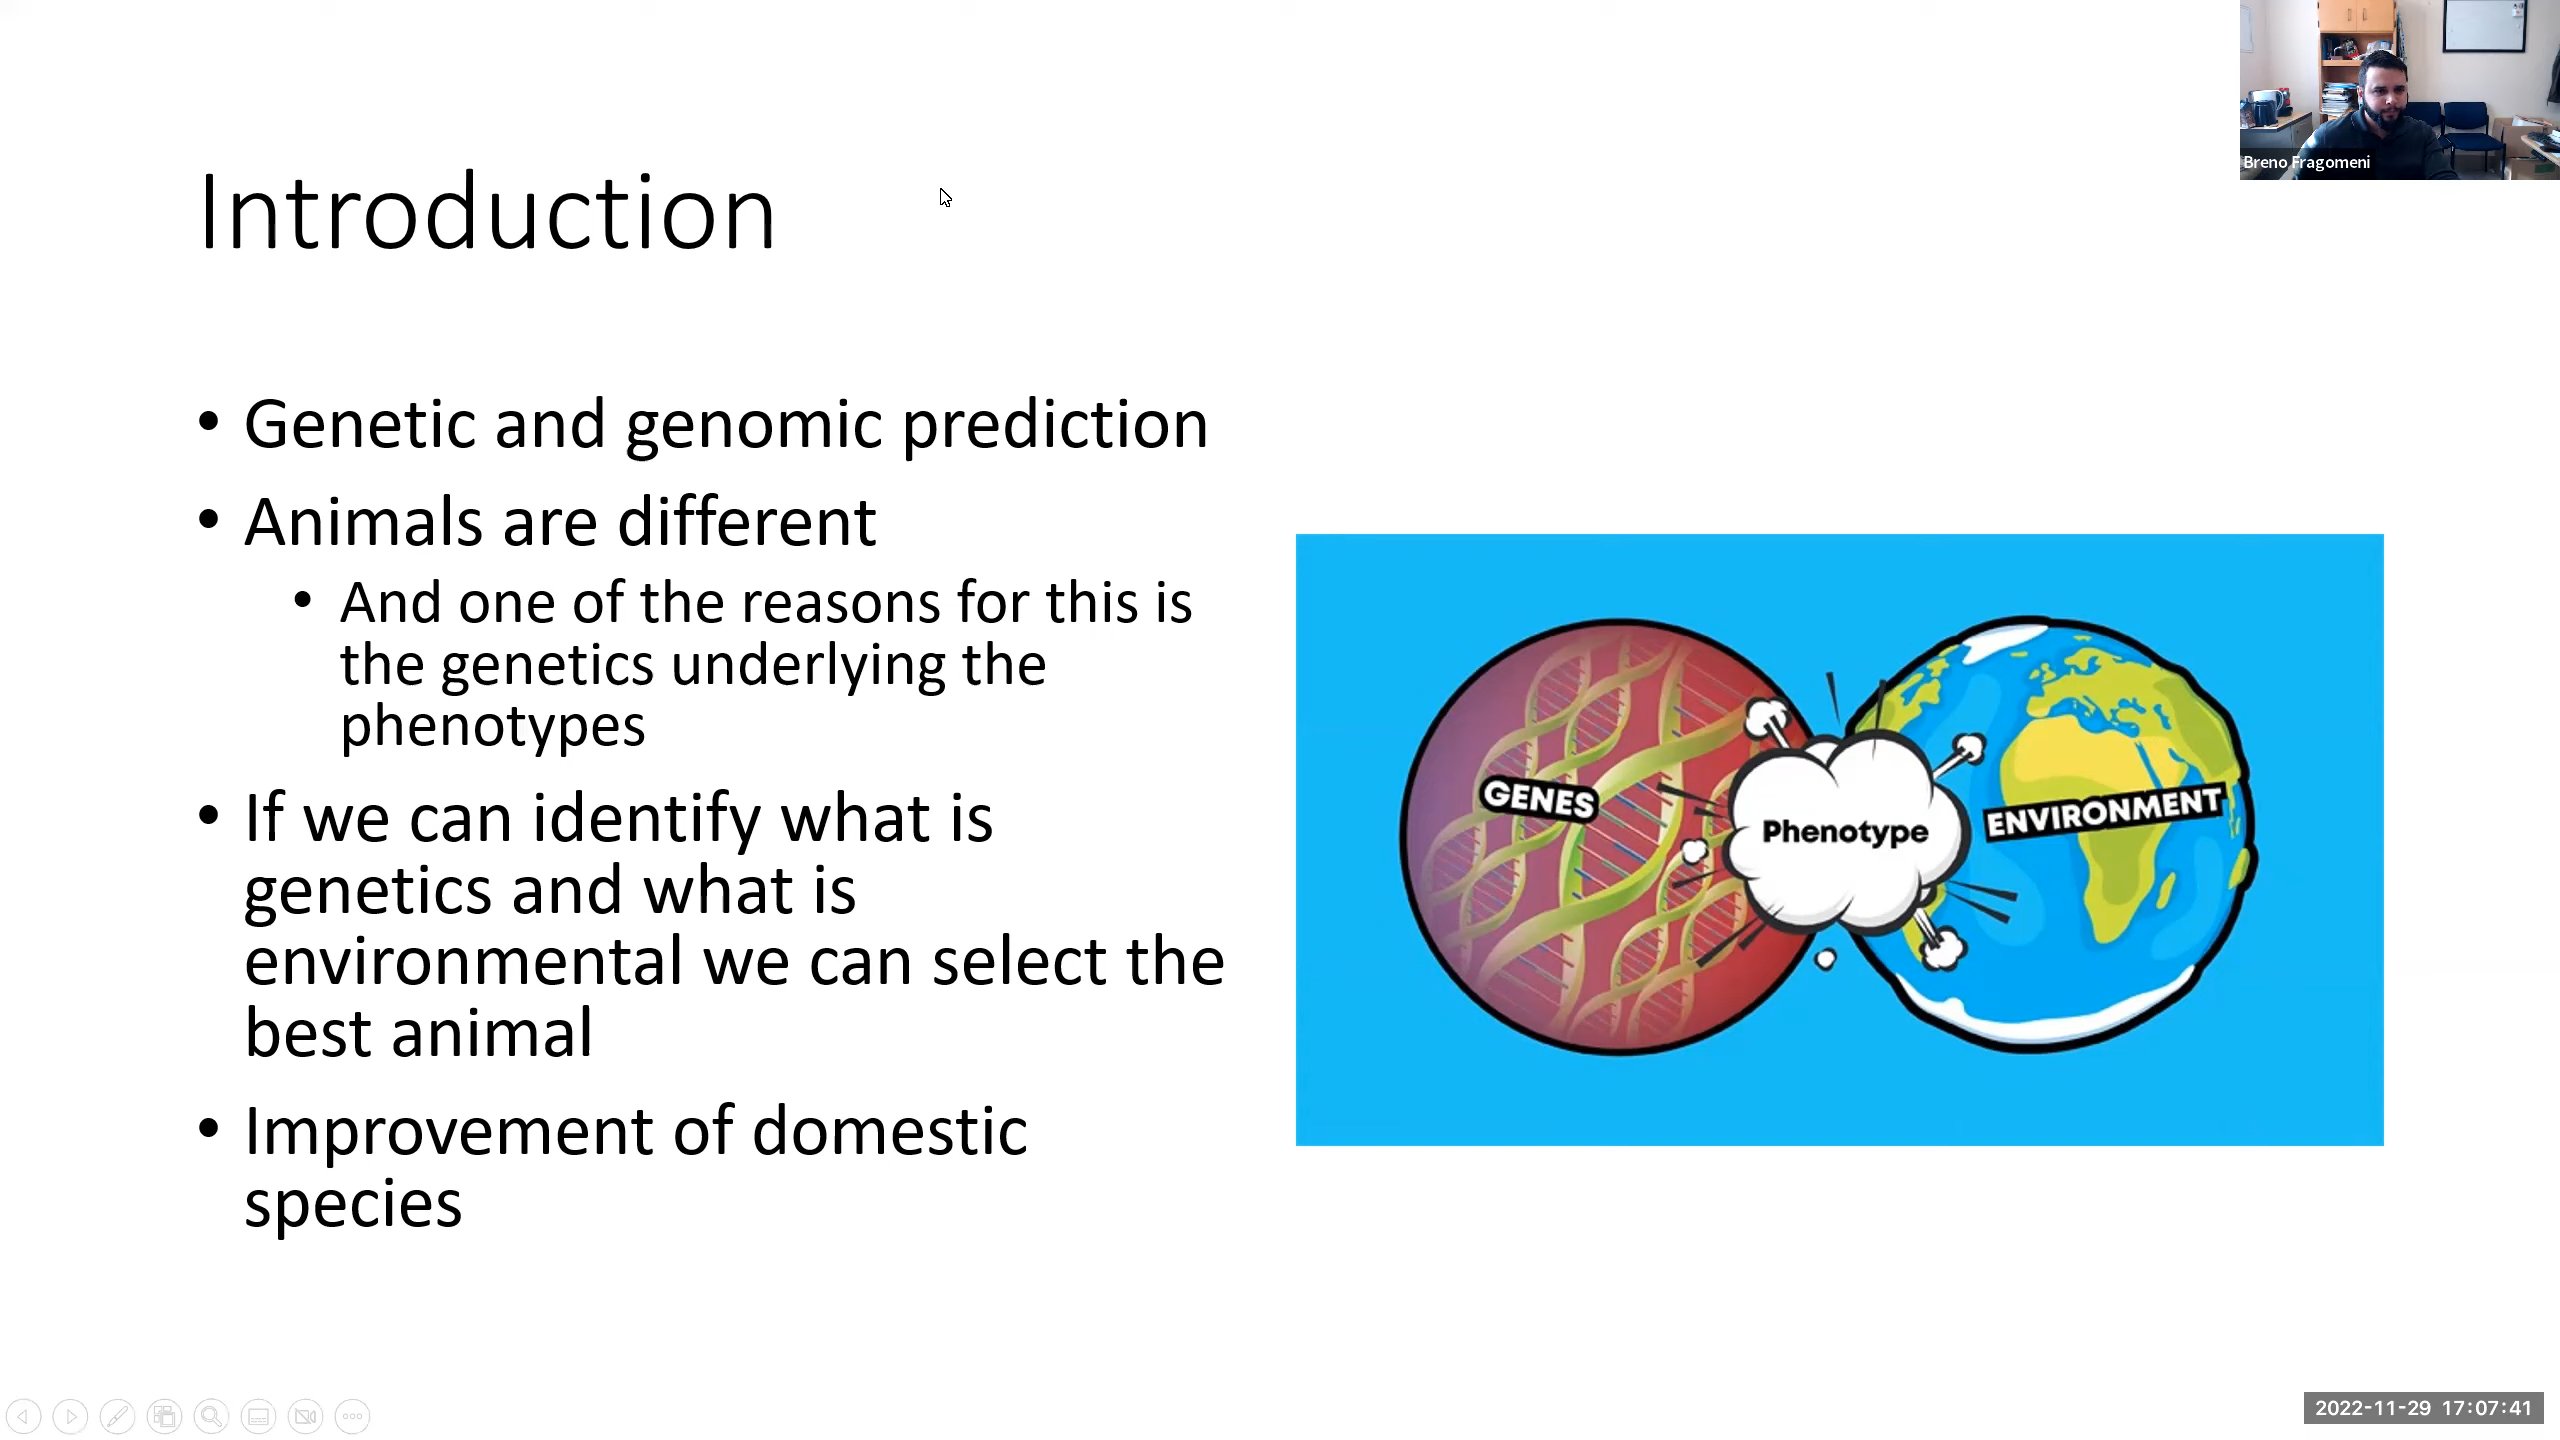 Breno Fragomeni
Introduction
• Genetic and genomic prediction
• Animals are different
• And one of the reasons for this is
the genetics underlying the
phenotypes
• If we can identify what is
genetics and what is
environmental we can select the
best animal
• Improvement of domestic
species
GENES
Phenotype
ENVIRONMENT
2022-11-29 17:07:41